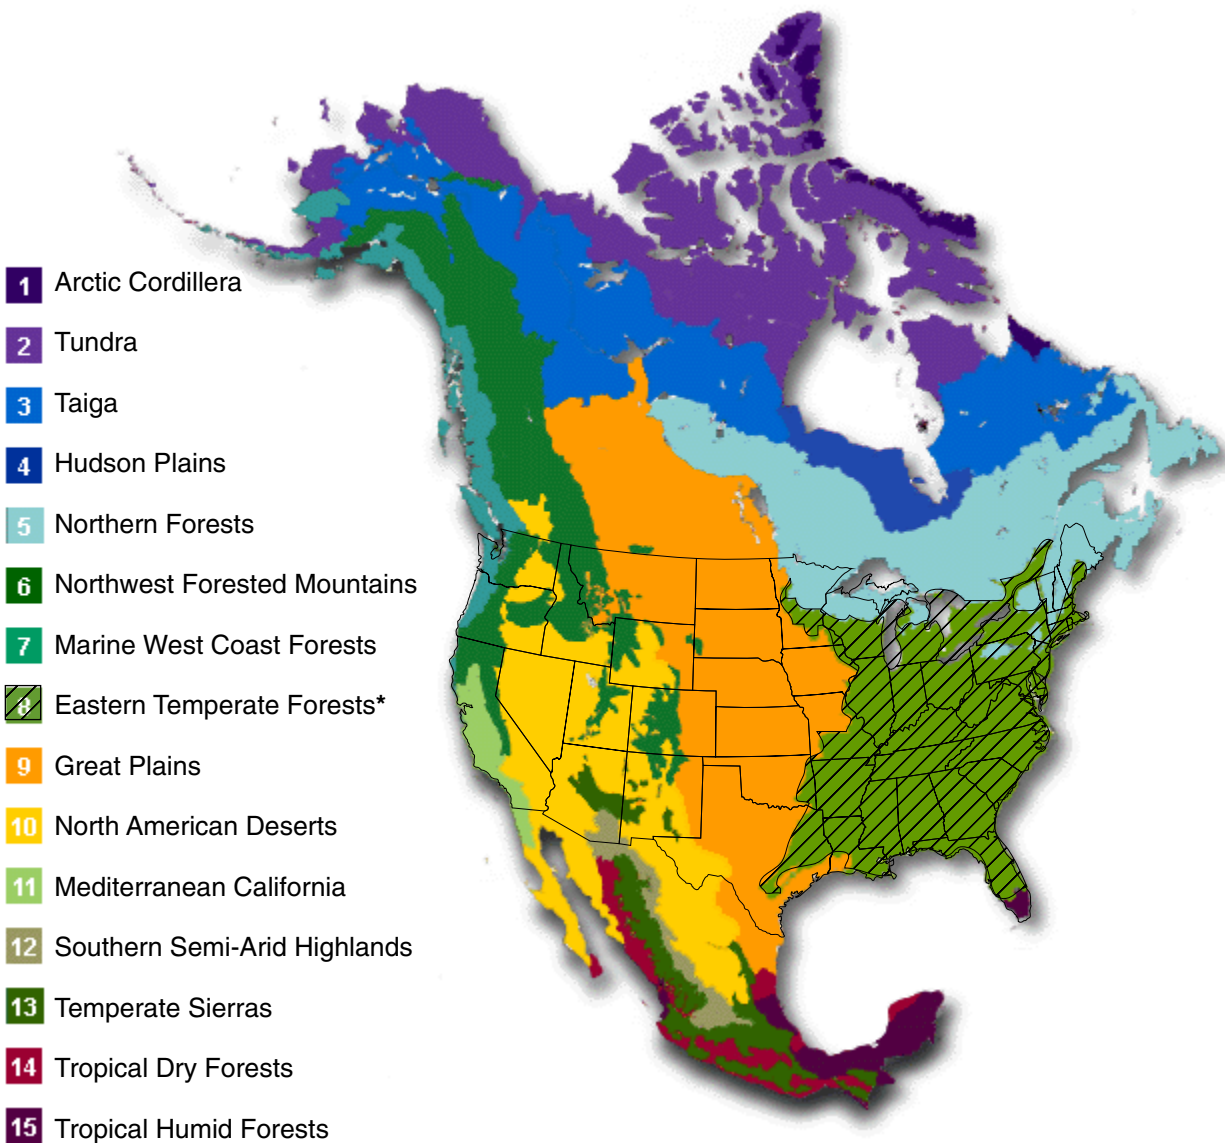 1 Arctic Cordillera
2 Tundra
3 Taiga
4 Hudson Plains
5 Northern Forests
6 Northwest Forested Mountains
7 Marine West Coast Forests
8 Eastern Temperate Forests*
9 Great Plains
10 North American Deserts
11 Mediterranean California
12 Southern Semi-Arid Highlands
13 Temperate Sierras
14 Tropical Dry Forests
15 Tropical Humid Forests